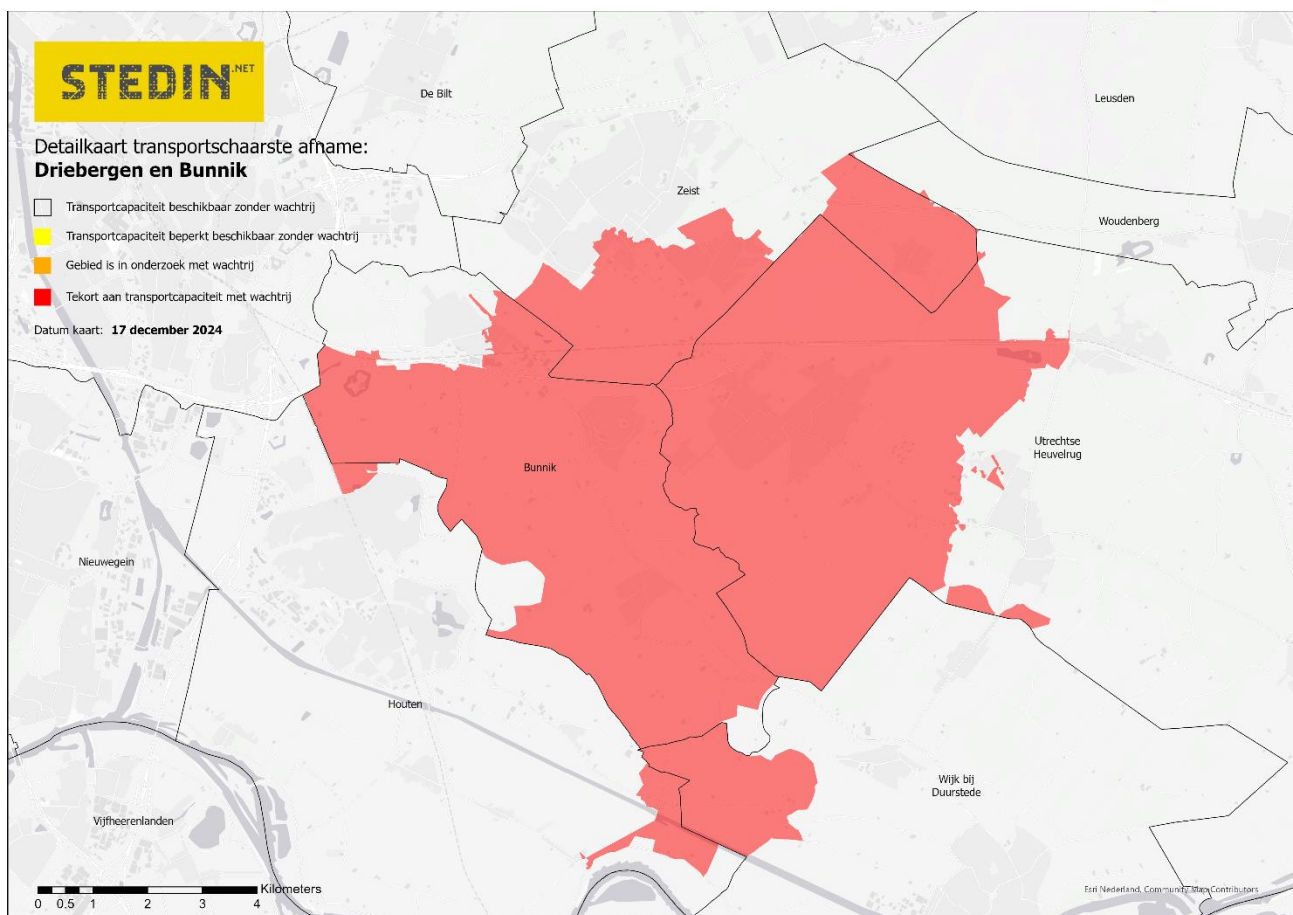 STEDIN.NET
Detailkaart transportschaarste afname:
Driebergen en Bunnik
Transportcapaciteit beschikbaar zonder wachtrij
Transportcapaciteit beperkt beschikbaar zonder wachtrij
Gebied is in onderzoek met wachtrij
Tekort aan transportcapaciteit met wachtrij
Datum kaart: 17 december 2024
De Bilt
Leusden
Zeist
Woudenberg
Utrechtse
Heuvelrug
Bunnik
Nieuwegein
Houten
Wijk bij
Duurstede
Vijfheerenlanden
Kilometers
0 0.5 1 2 3 4
Esri Nederland, Community Map Contributors